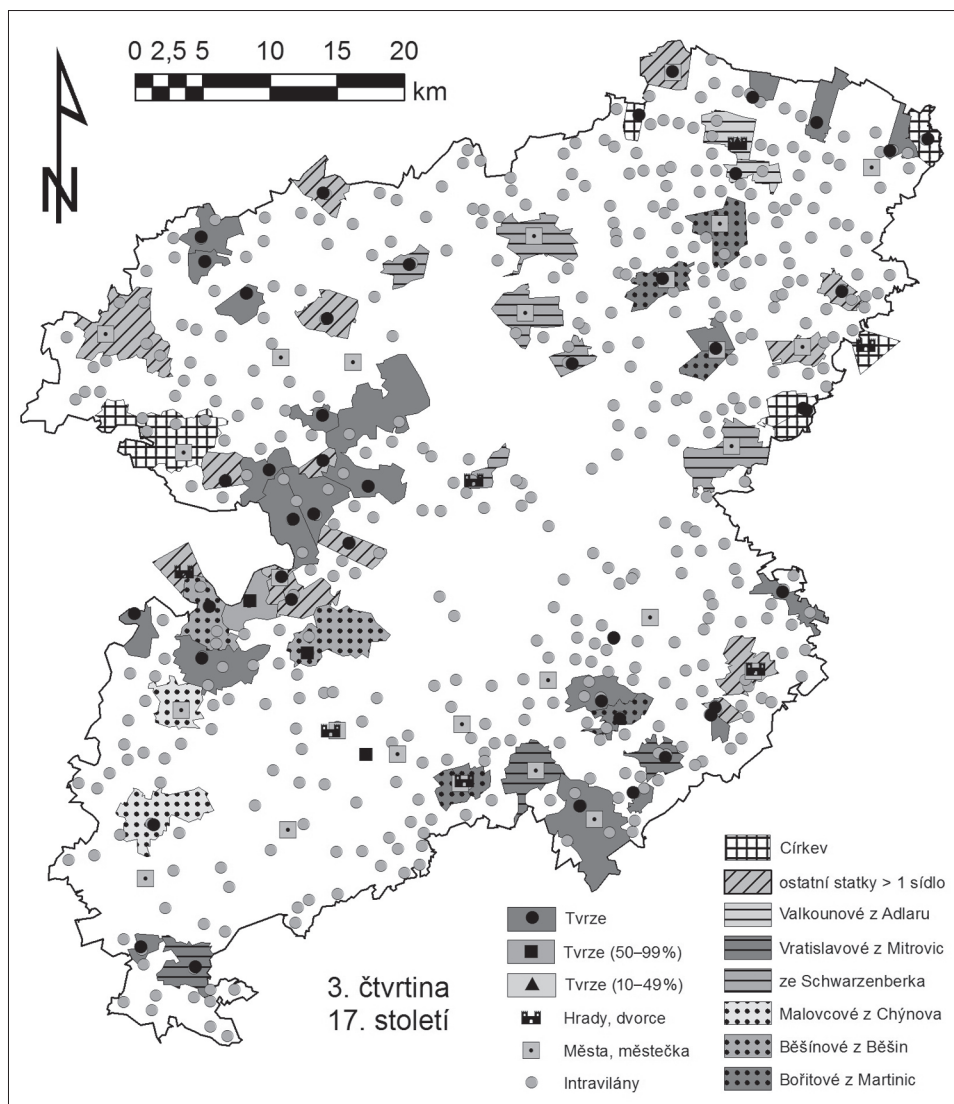 0 2,5 5 10 15 20
km
N
Církev
ostatní statky > 1 sídlo
Valkounové z Adlaru
Vratislavové z Mitrovic
ze Schwarzenberka
Malovcové z Chýnova
Běšínové z Běšin
Bořitové z Martinic
Tvrze
Tvrze (50–99%)
Tvrze (10–49%)
Hrady, dvorce
Města, městečka
Intravilány
3. čtvrtina
17. století